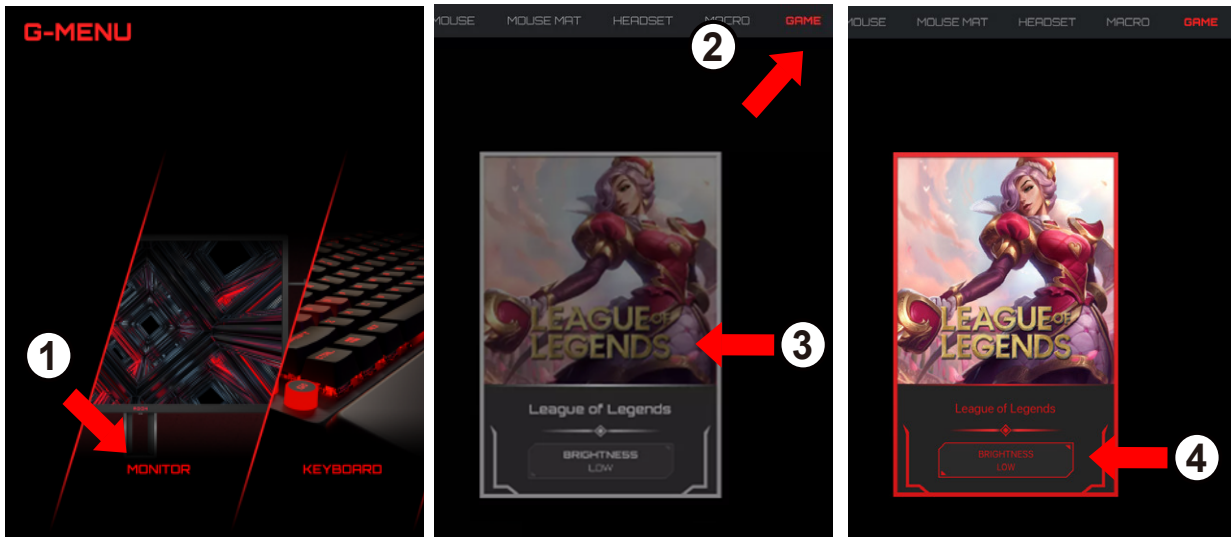 G-MENU
1
MONITOR
KEYBOARD
MOUSE MOUSE MAT HEADSET MACRO GAME
2
LEAGUE OF
LEGENDS
3
League of Legends
BRIGHTNESS
LOW
MOUSE MOUSE MAT HEADSET MACRO GAME
LEAGUE OF
LEGENDS
League of Legends
BRIGHTNESS
LOW
4